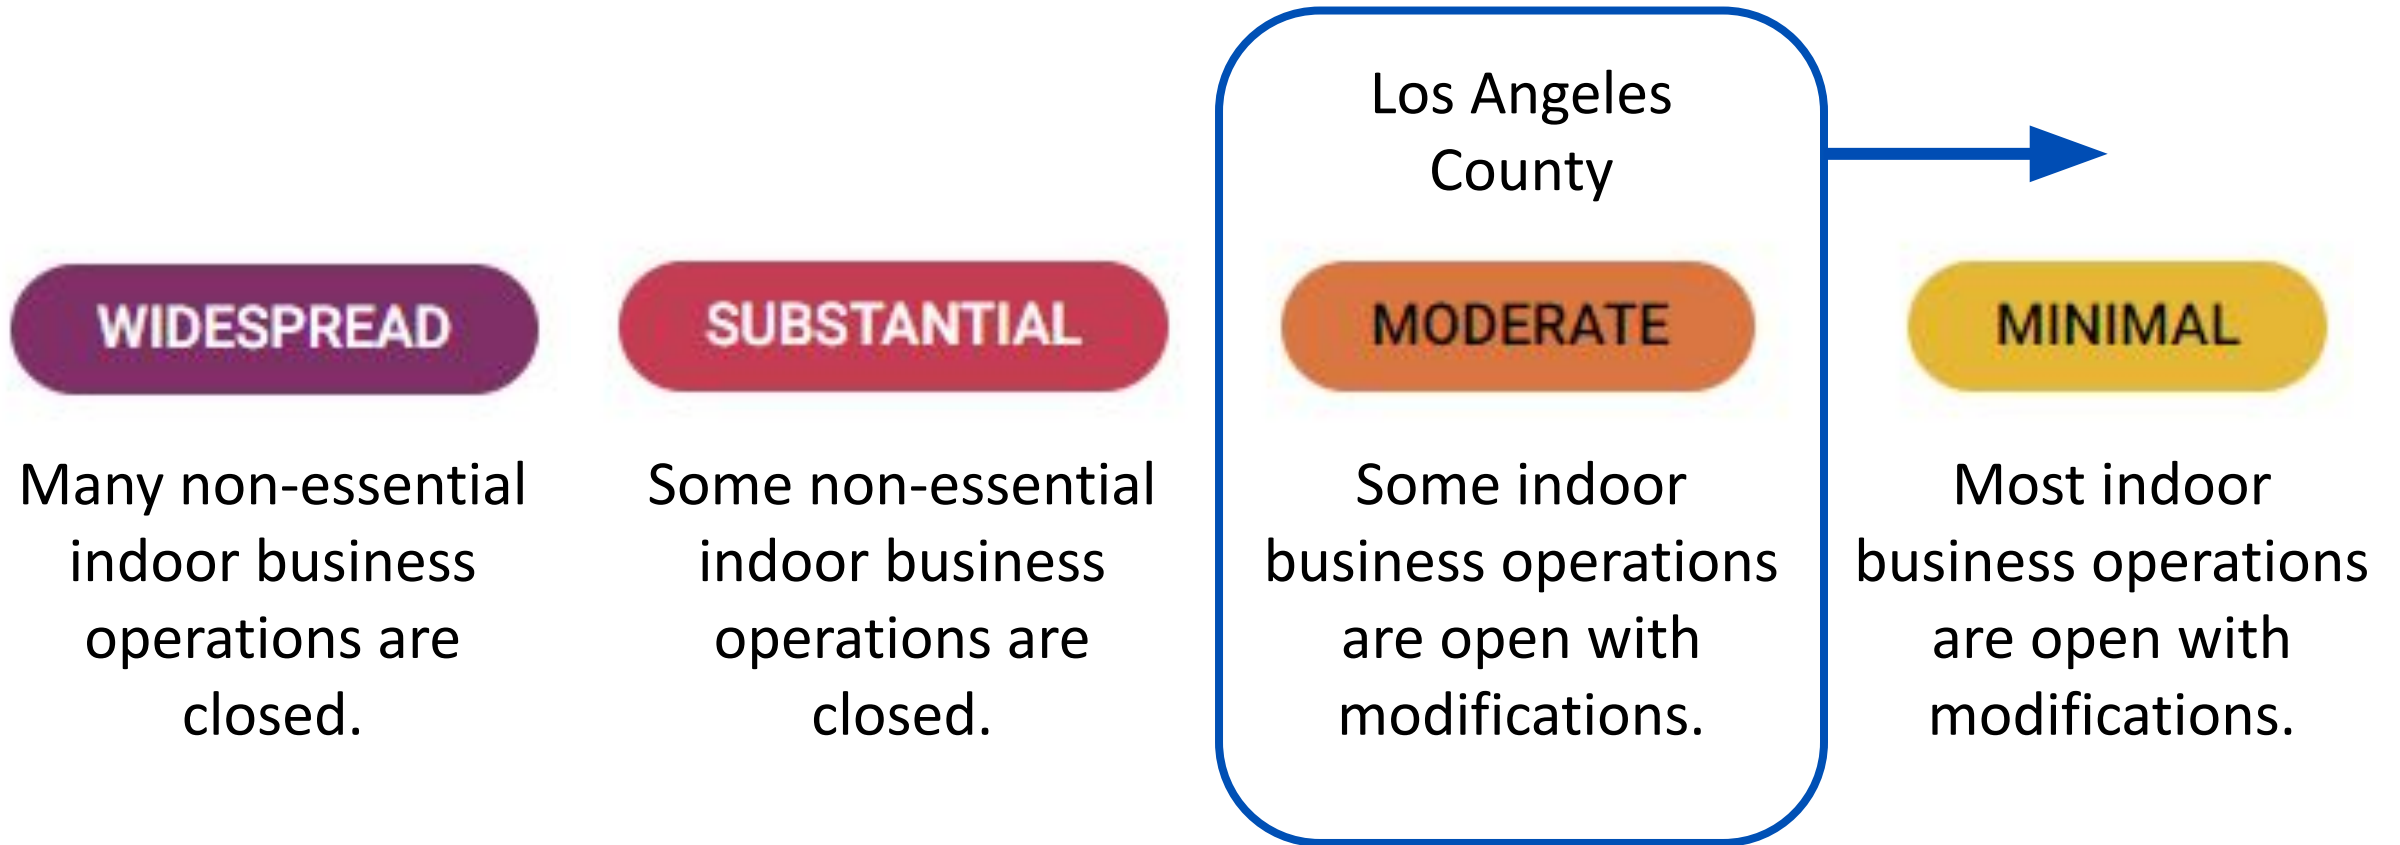 Los Angeles
County
WIDESPREAD
Many non-essential
indoor business
operations are
closed.
SUBSTANTIAL
Some non-essential
indoor business
operations are
closed.
MODERATE
Some indoor
business operations
are open with
modifications.
MINIMAL
Most indoor
business operations
are open with
modifications.